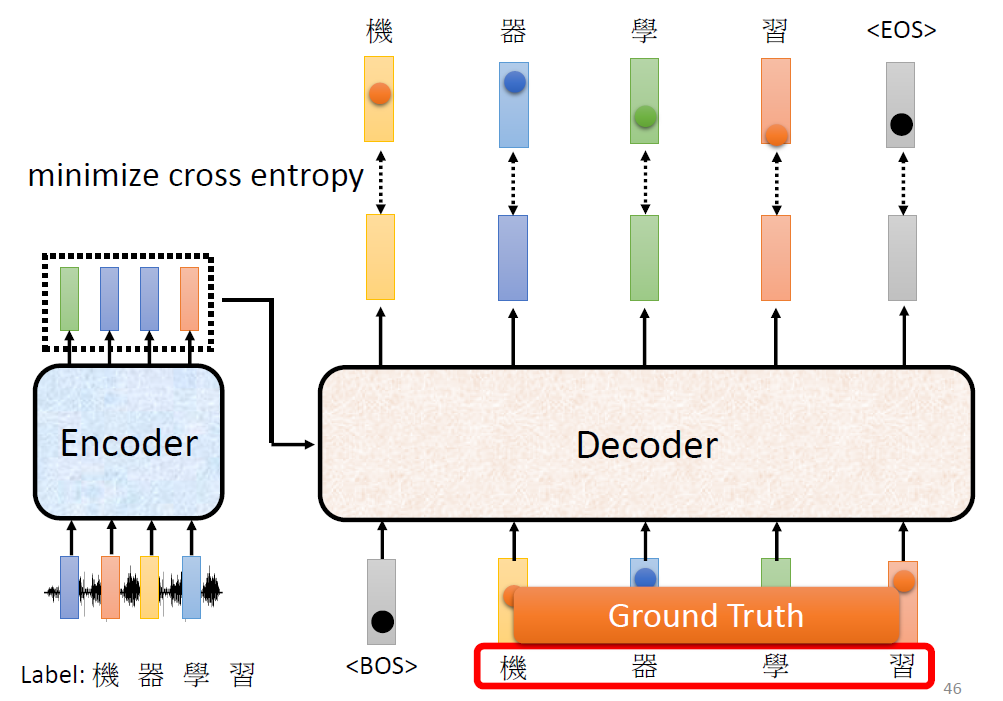 機 器 學 習 <EOS>
minimize cross entropy
Encoder
Decoder
Ground Truth
<BOS> 機 器 學 習
Label: 機 器 學 習
46